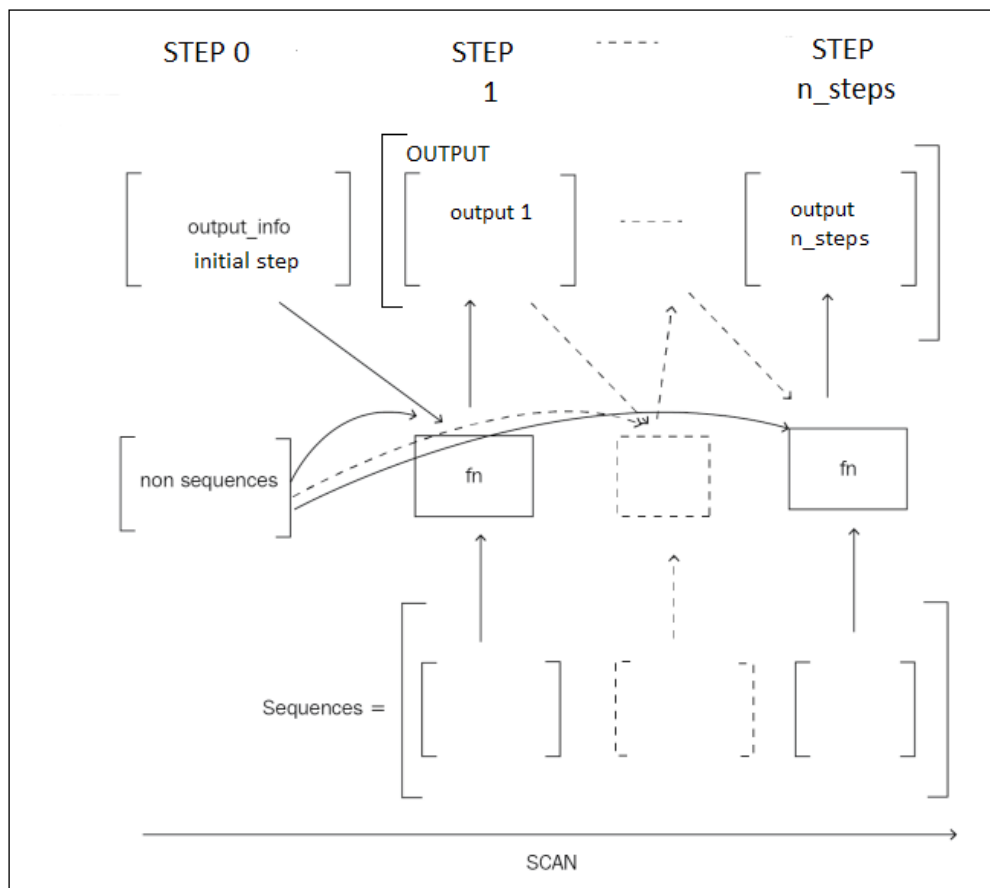 STEP 0
STEP
1
STEP
n_steps
OUTPUT
output_info
initial step
output 1
output
n_steps
non sequences
fn
fn
Sequences =
SCAN